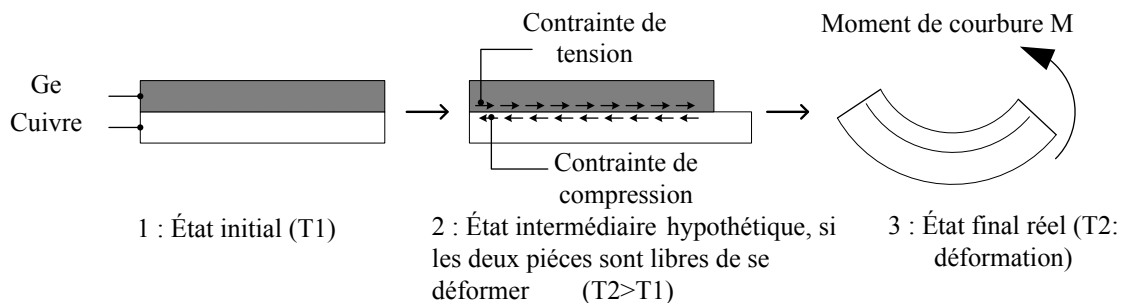 Contrainte de
tension
Moment de courbure M
Ge
Cuivre
Contrainte de
compression
1 : État initial (T1)
2 : État intermédiaire hypothétique, si
les deux piéces sont libres de se
déformer (T2>T1)
3 : État final réel (T2:
déformation)